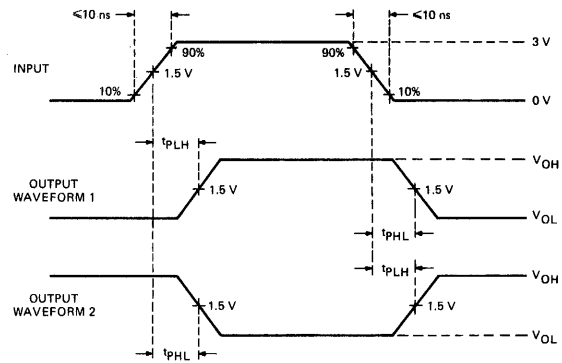 ≤10 ns
≤10 ns
3 V
90%
90%
INPUT
1.5 V
1.5 V
10%
10%
0 V
tPLH
VOH
OUTPUT
WAVEFORM 1
1.5 V
1.5 V
VOL
tPHL
tPLH
VOH
OUTPUT
WAVEFORM 2
1.5 V
1.5 V
VOL
tPHL